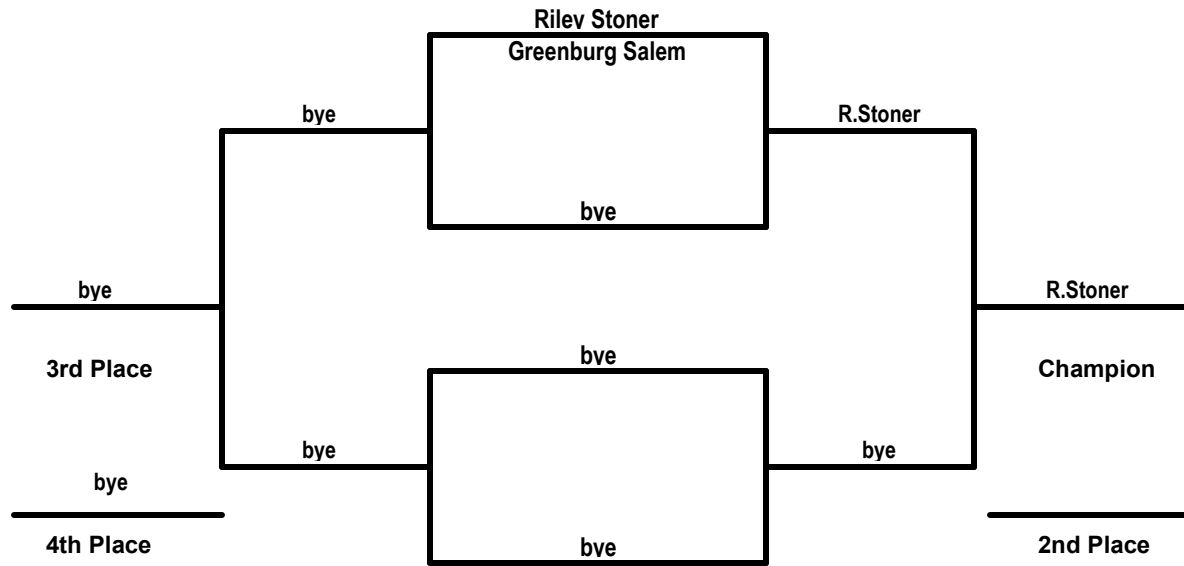 Riley Stoner
Greenburg Salem
bye
R.Stoner
bye
bye
R.Stoner
3rd Place
bye
Champion
bye
bye
bye
4th Place
bye
2nd Place